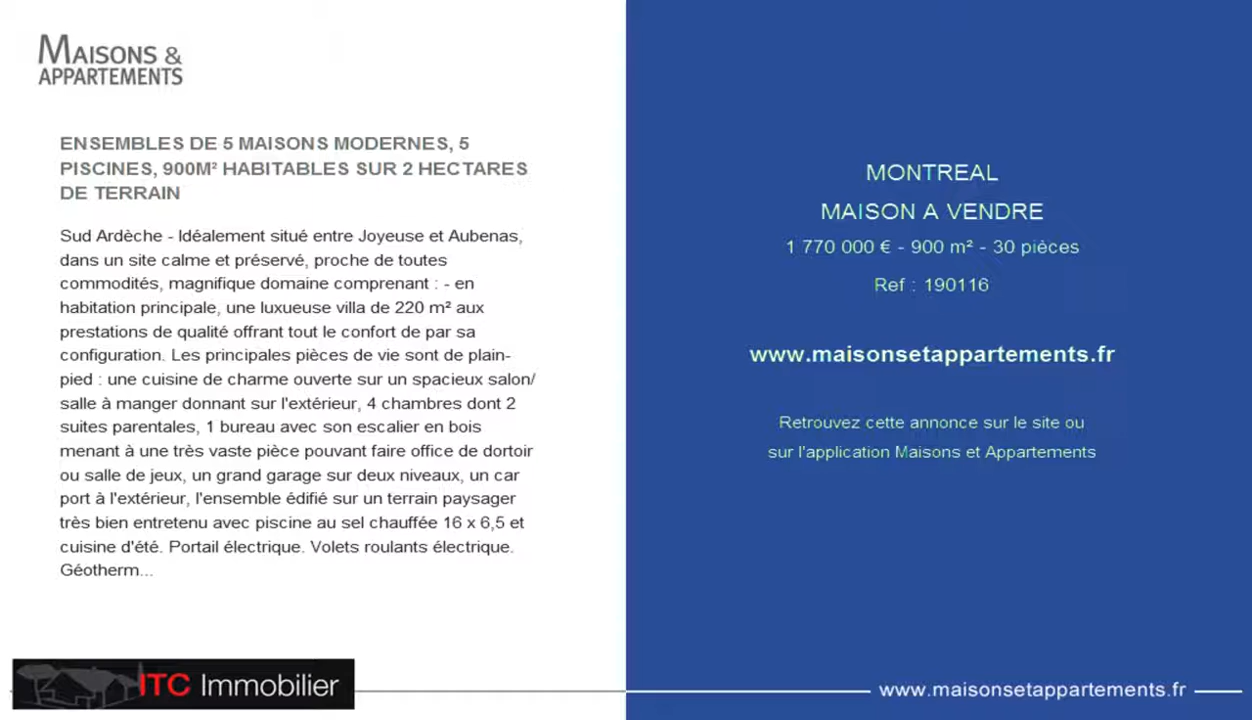 MAISONS &
APPARTEMENTS
ENSEMBLES DE 5 MAISONS MODERNES, 5
PISCINES, 900M² HABITABLES SUR 2 HECTARES
DE TERRAIN
Sud Ardèche - Idéalement situé entre Joyeuse et Aubenas,
dans un site calme et préservé, proche de toutes
commodités, magnifique domaine comprenant : - en
habitation principale, une luxueuse villa de 220 m² aux
prestations de qualité offrant tout le confort de par sa
configuration. Les principales pièces de vie sont de plain-
pied : une cuisine de charme ouverte sur un spacieux salon/
salle à manger donnant sur l'extérieur, 4 chambres dont 2
suites parentales, 1 bureau avec son escalier en bois
menant à une très vaste pièce pouvant faire office de dortoir
ou salle de jeux, un grand garage sur deux niveaux, un car
port à l'extérieur, l'ensemble édifié sur un terrain paysager
très bien entretenu avec piscine au sel chauffée 16 x 6,5 et
cuisine d'été. Portail électrique. Volets roulants électrique.
Géotherm...
ITC Immobilier
MONTREAL
MAISON A VENDRE
1 770 000 € - 900 m² - 30 pièces
Ref : 190116
www.maisonsetappartements.fr
Retrouvez cette annonce sur le site ou
sur l'application Maisons et Appartements
www.maisonsetappartements.fr